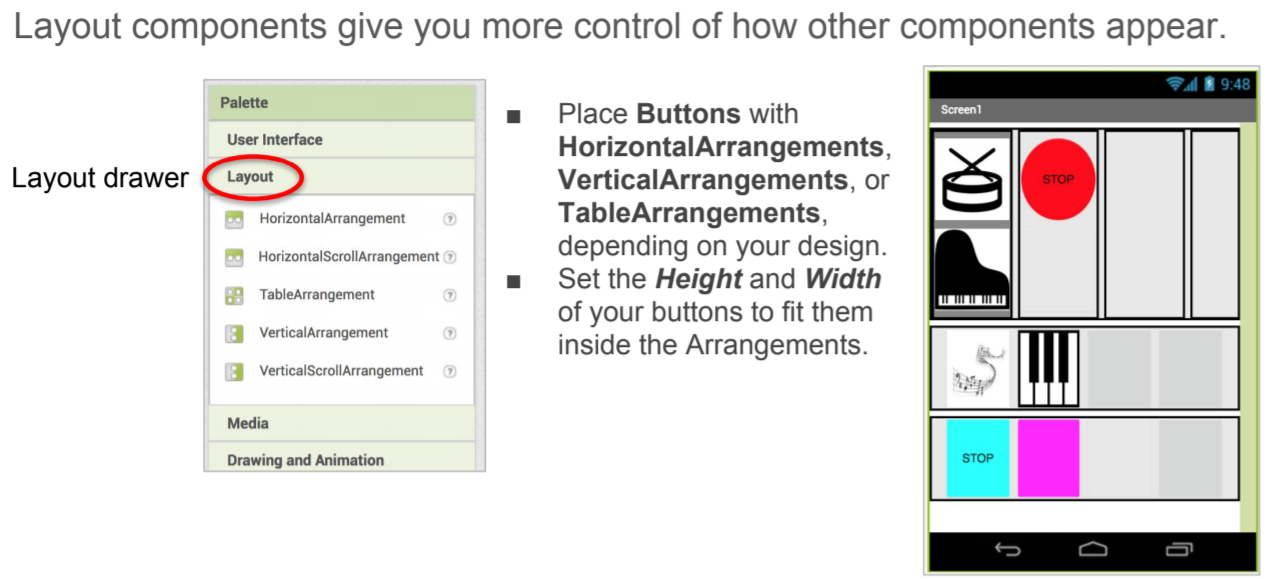 Layout components give you more control of how other components appear.
Layout drawer
Palette
User Interface
Layout
HorizontalArrangement ?
HorizontalScrollArrangement ?
TableArrangement ?
VerticalArrangement ?
VerticalScrollArrangement ?
Media
Drawing and Animation
■ Place Buttons with
HorizontalArrangements,
VerticalArrangements, or
TableArrangements,
depending on your design.
■ Set the Height and Width
of your buttons to fit them
inside the Arrangements.
9:48
Screen1
STOP
STOP